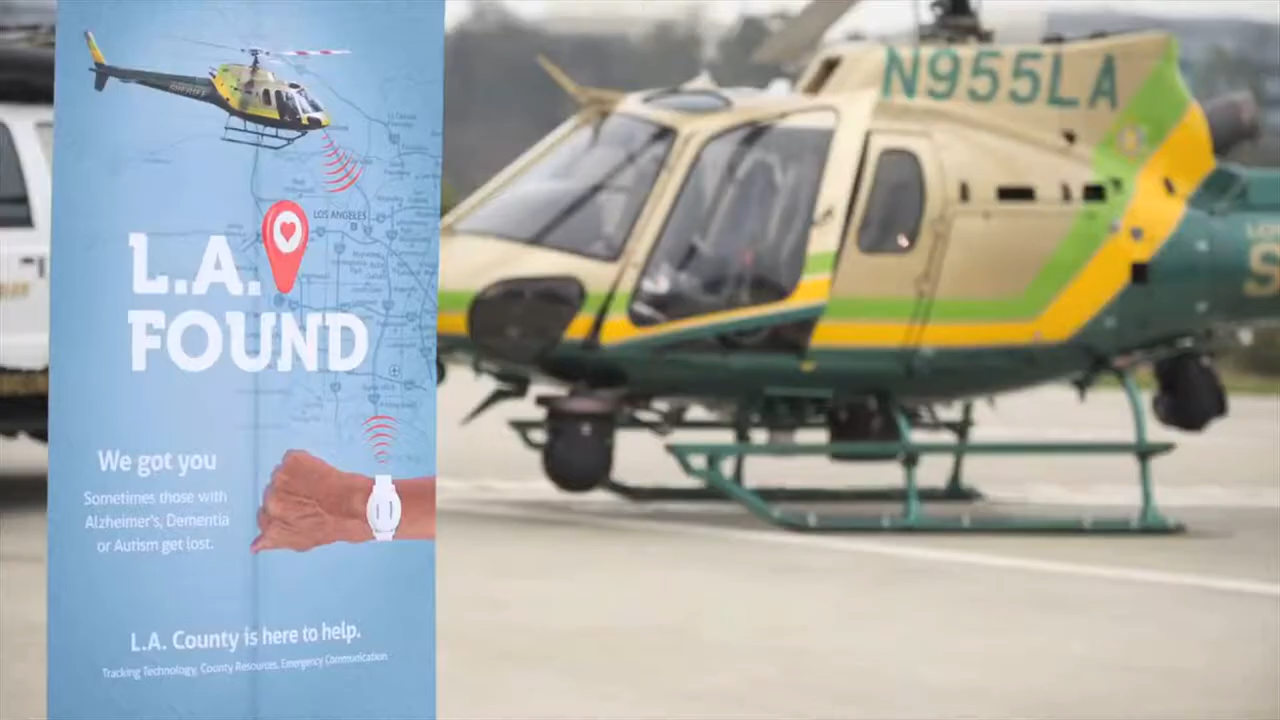 SHERIFF
LOS ANGELES
L.A.
FOUND
We got you
Sometimes those with
Alzheimer's, Dementia
or Autism get lost.
L.A. County is here to help.
Tracking Technology, County Resources, Emergency Communication
N955LA